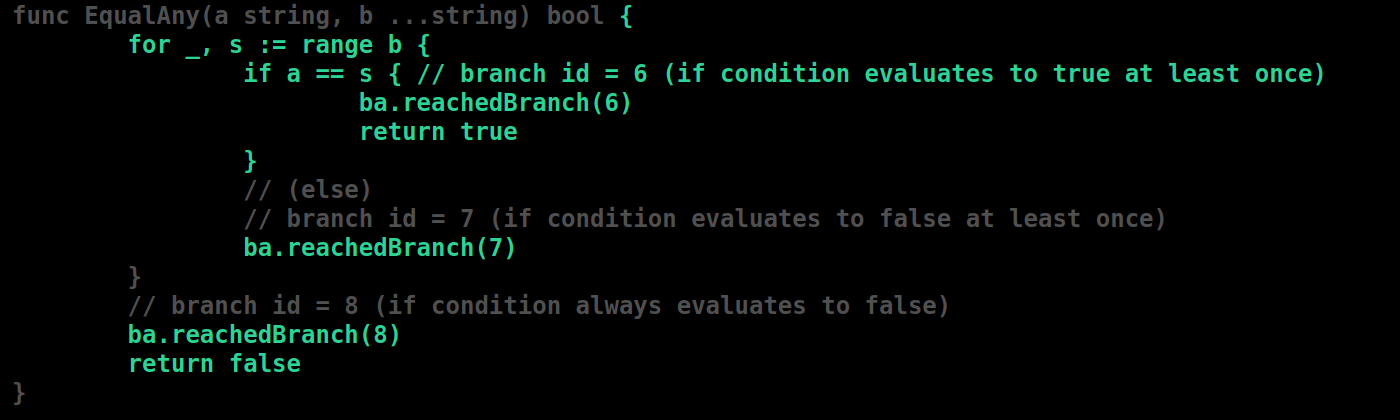 func EqualAny(a string, b ...string) bool {
        for _, s := range b {
                if a == s { // branch id = 6 (if condition evaluates to true at least once)
                        ba.reachedBranch(6)
                        return true
                }
                // (else)
                // branch id = 7 (if condition evaluates to false at least once)
                ba.reachedBranch(7)
        }
        // branch id = 8 (if condition always evaluates to false)
        ba.reachedBranch(8)
        return false
}